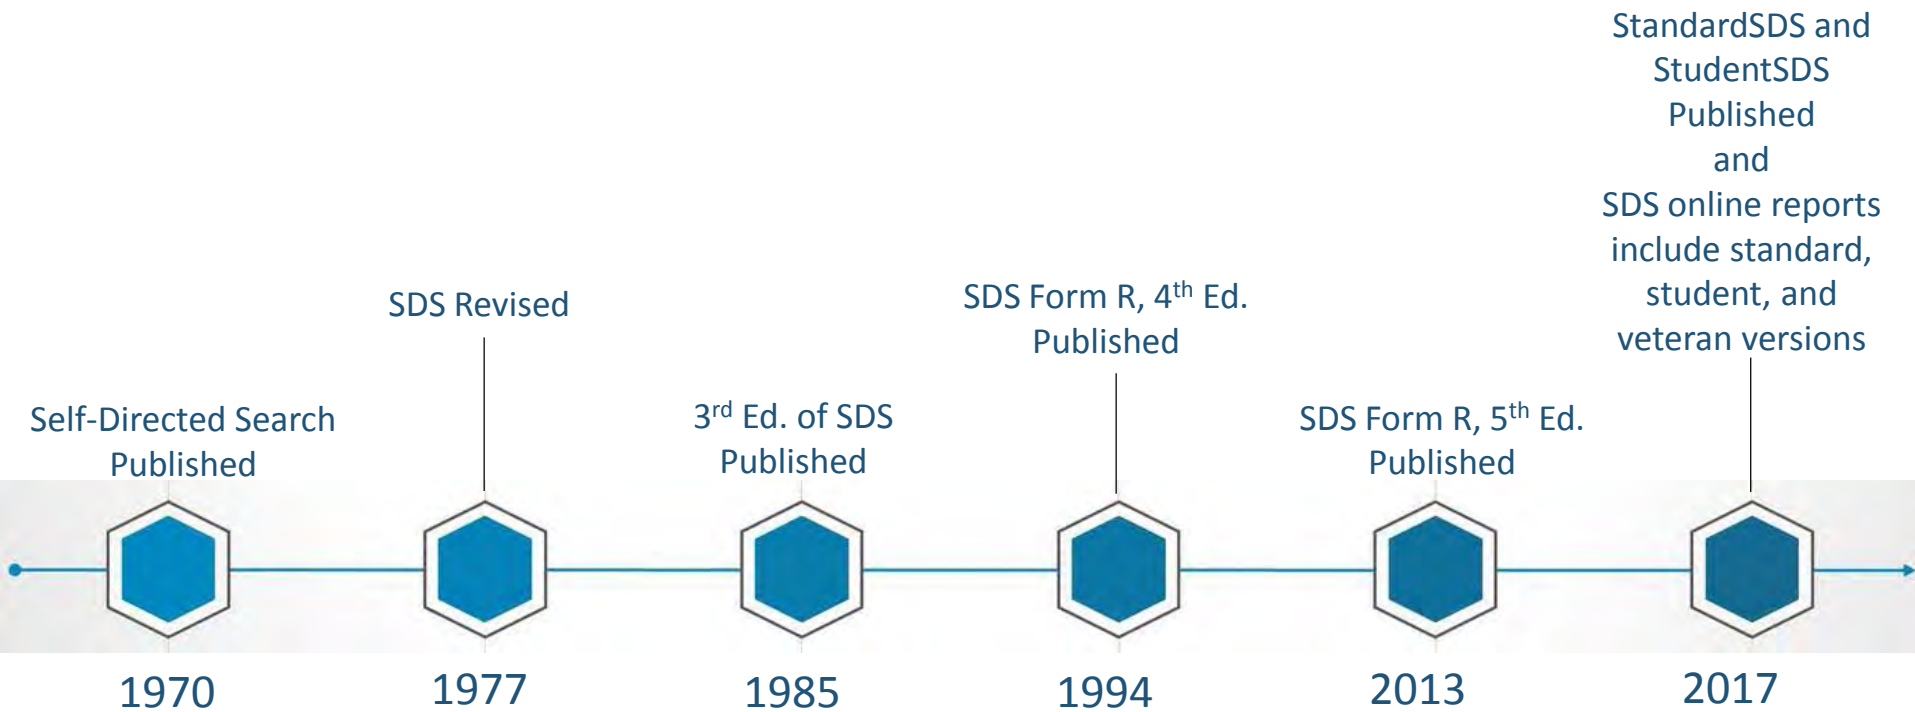 Self-Directed Search
Published
1970
SDS Revised
1977
3rd Ed. of SDS
Published
1985
SDS Form R, 4th Ed.
Published
1994
SDS Form R, 5th Ed.
Published
2013
StandardSDS and
StudentSDS
Published
and
SDS online reports
include standard,
student, and
veteran versions
2017